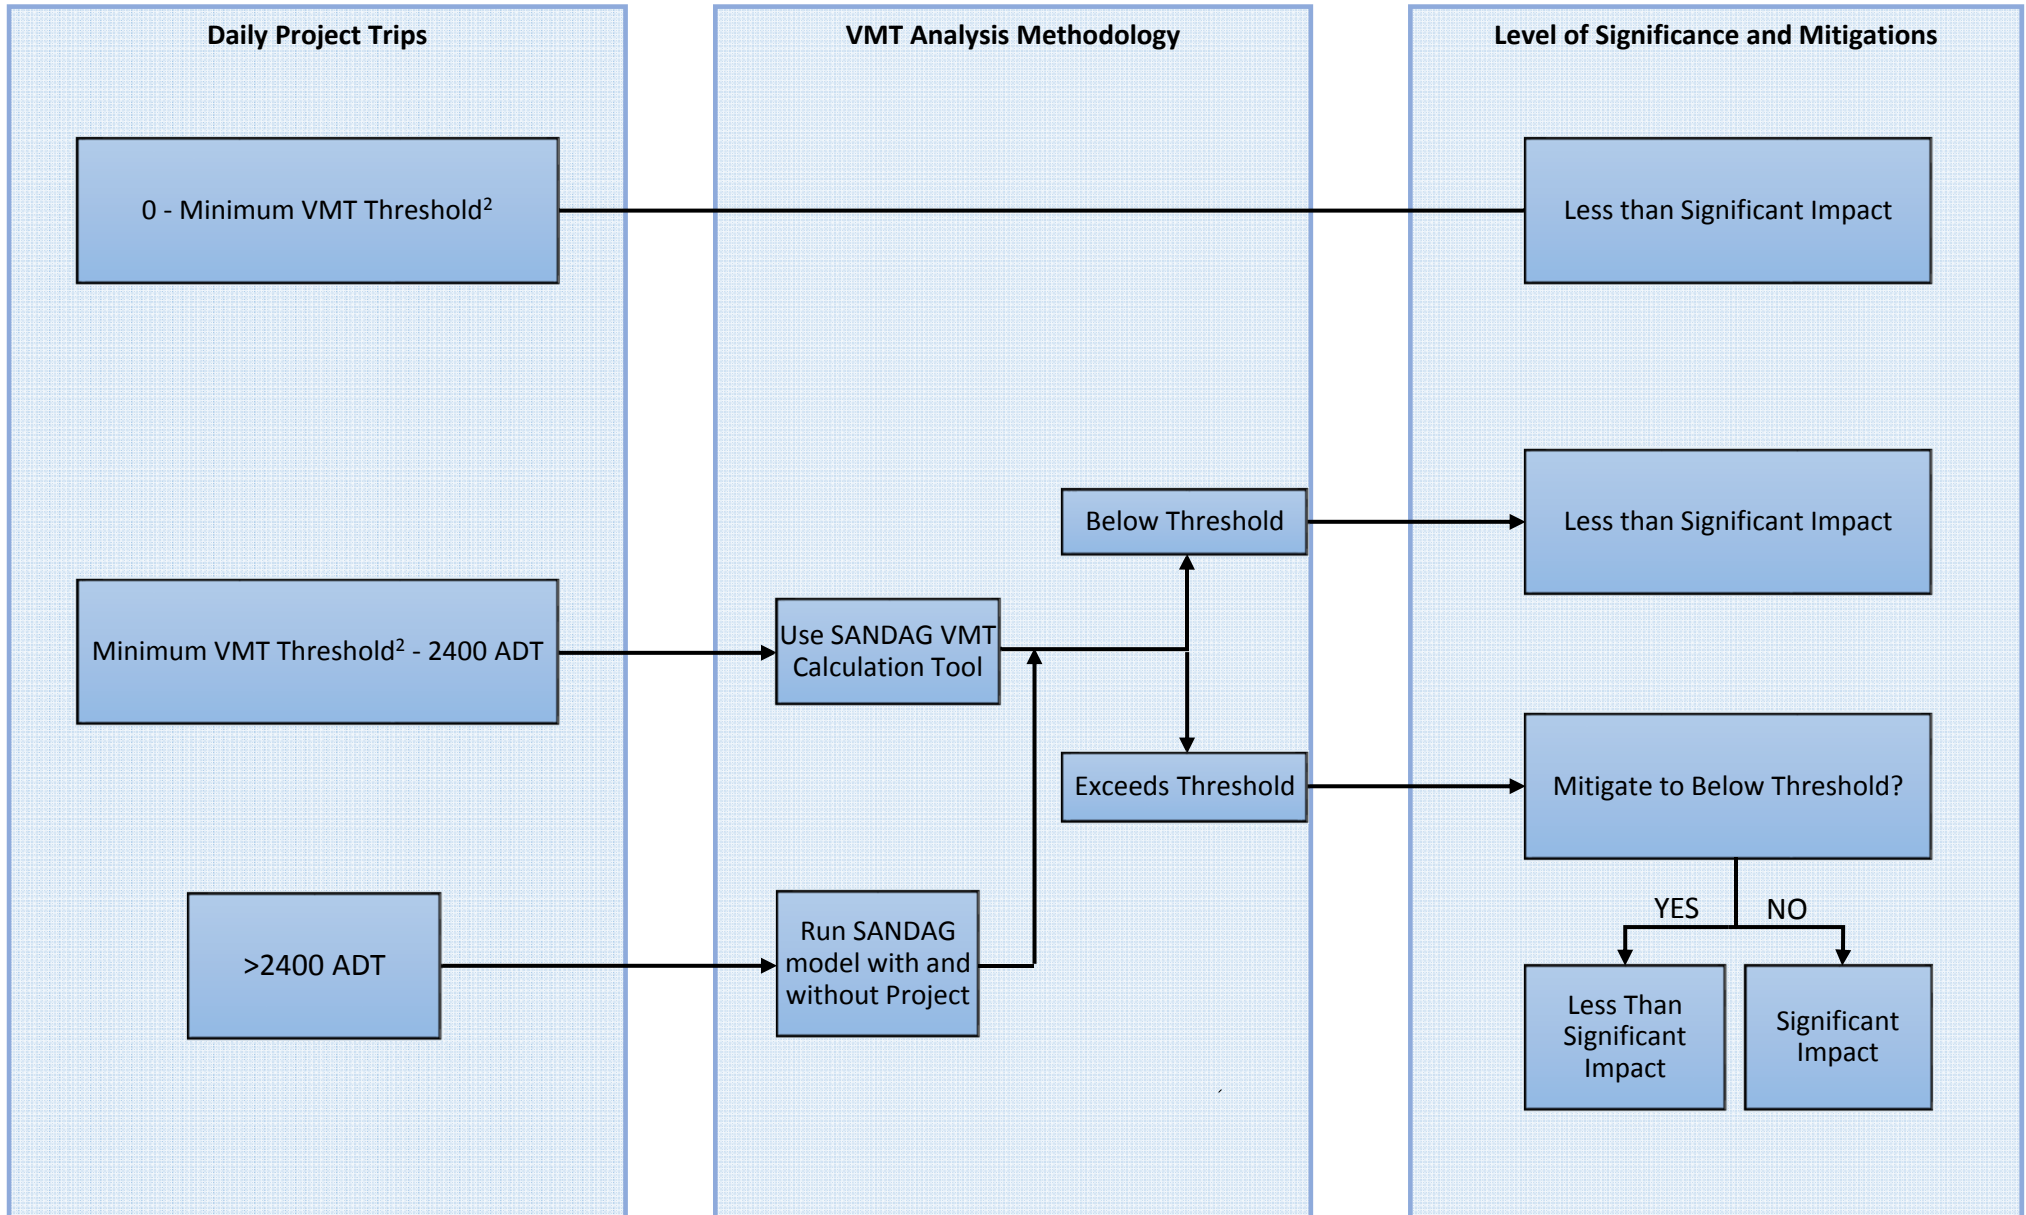 Daily Project Trips
0 - Minimum VMT Threshold²
Minimum VMT Threshold² - 2400 ADT
>2400 ADT
VMT Analysis Methodology
Below Threshold
Use SANDAG VMT
Calculation Tool
Exceeds Threshold
Run SANDAG
model with and
without Project
Level of Significance and Mitigations
Less than Significant Impact
Less than Significant Impact
Mitigate to Below Threshold?
YES
NO
Less Than
Significant
Impact
Significant
Impact